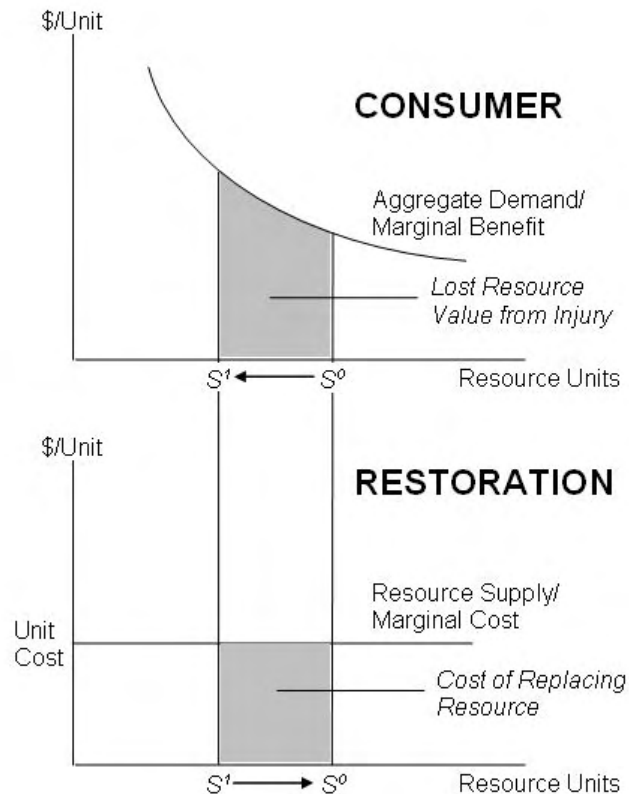 $/Unit
CONSUMER
Aggregate Demand/
Marginal Benefit
Lost Resource
Value from Injury
S¹
S⁰
Resource Units
$/Unit
RESTORATION
Resource Supply/
Marginal Cost
Unit
Cost
Cost of Replacing
Resource
S¹
S⁰
Resource Units